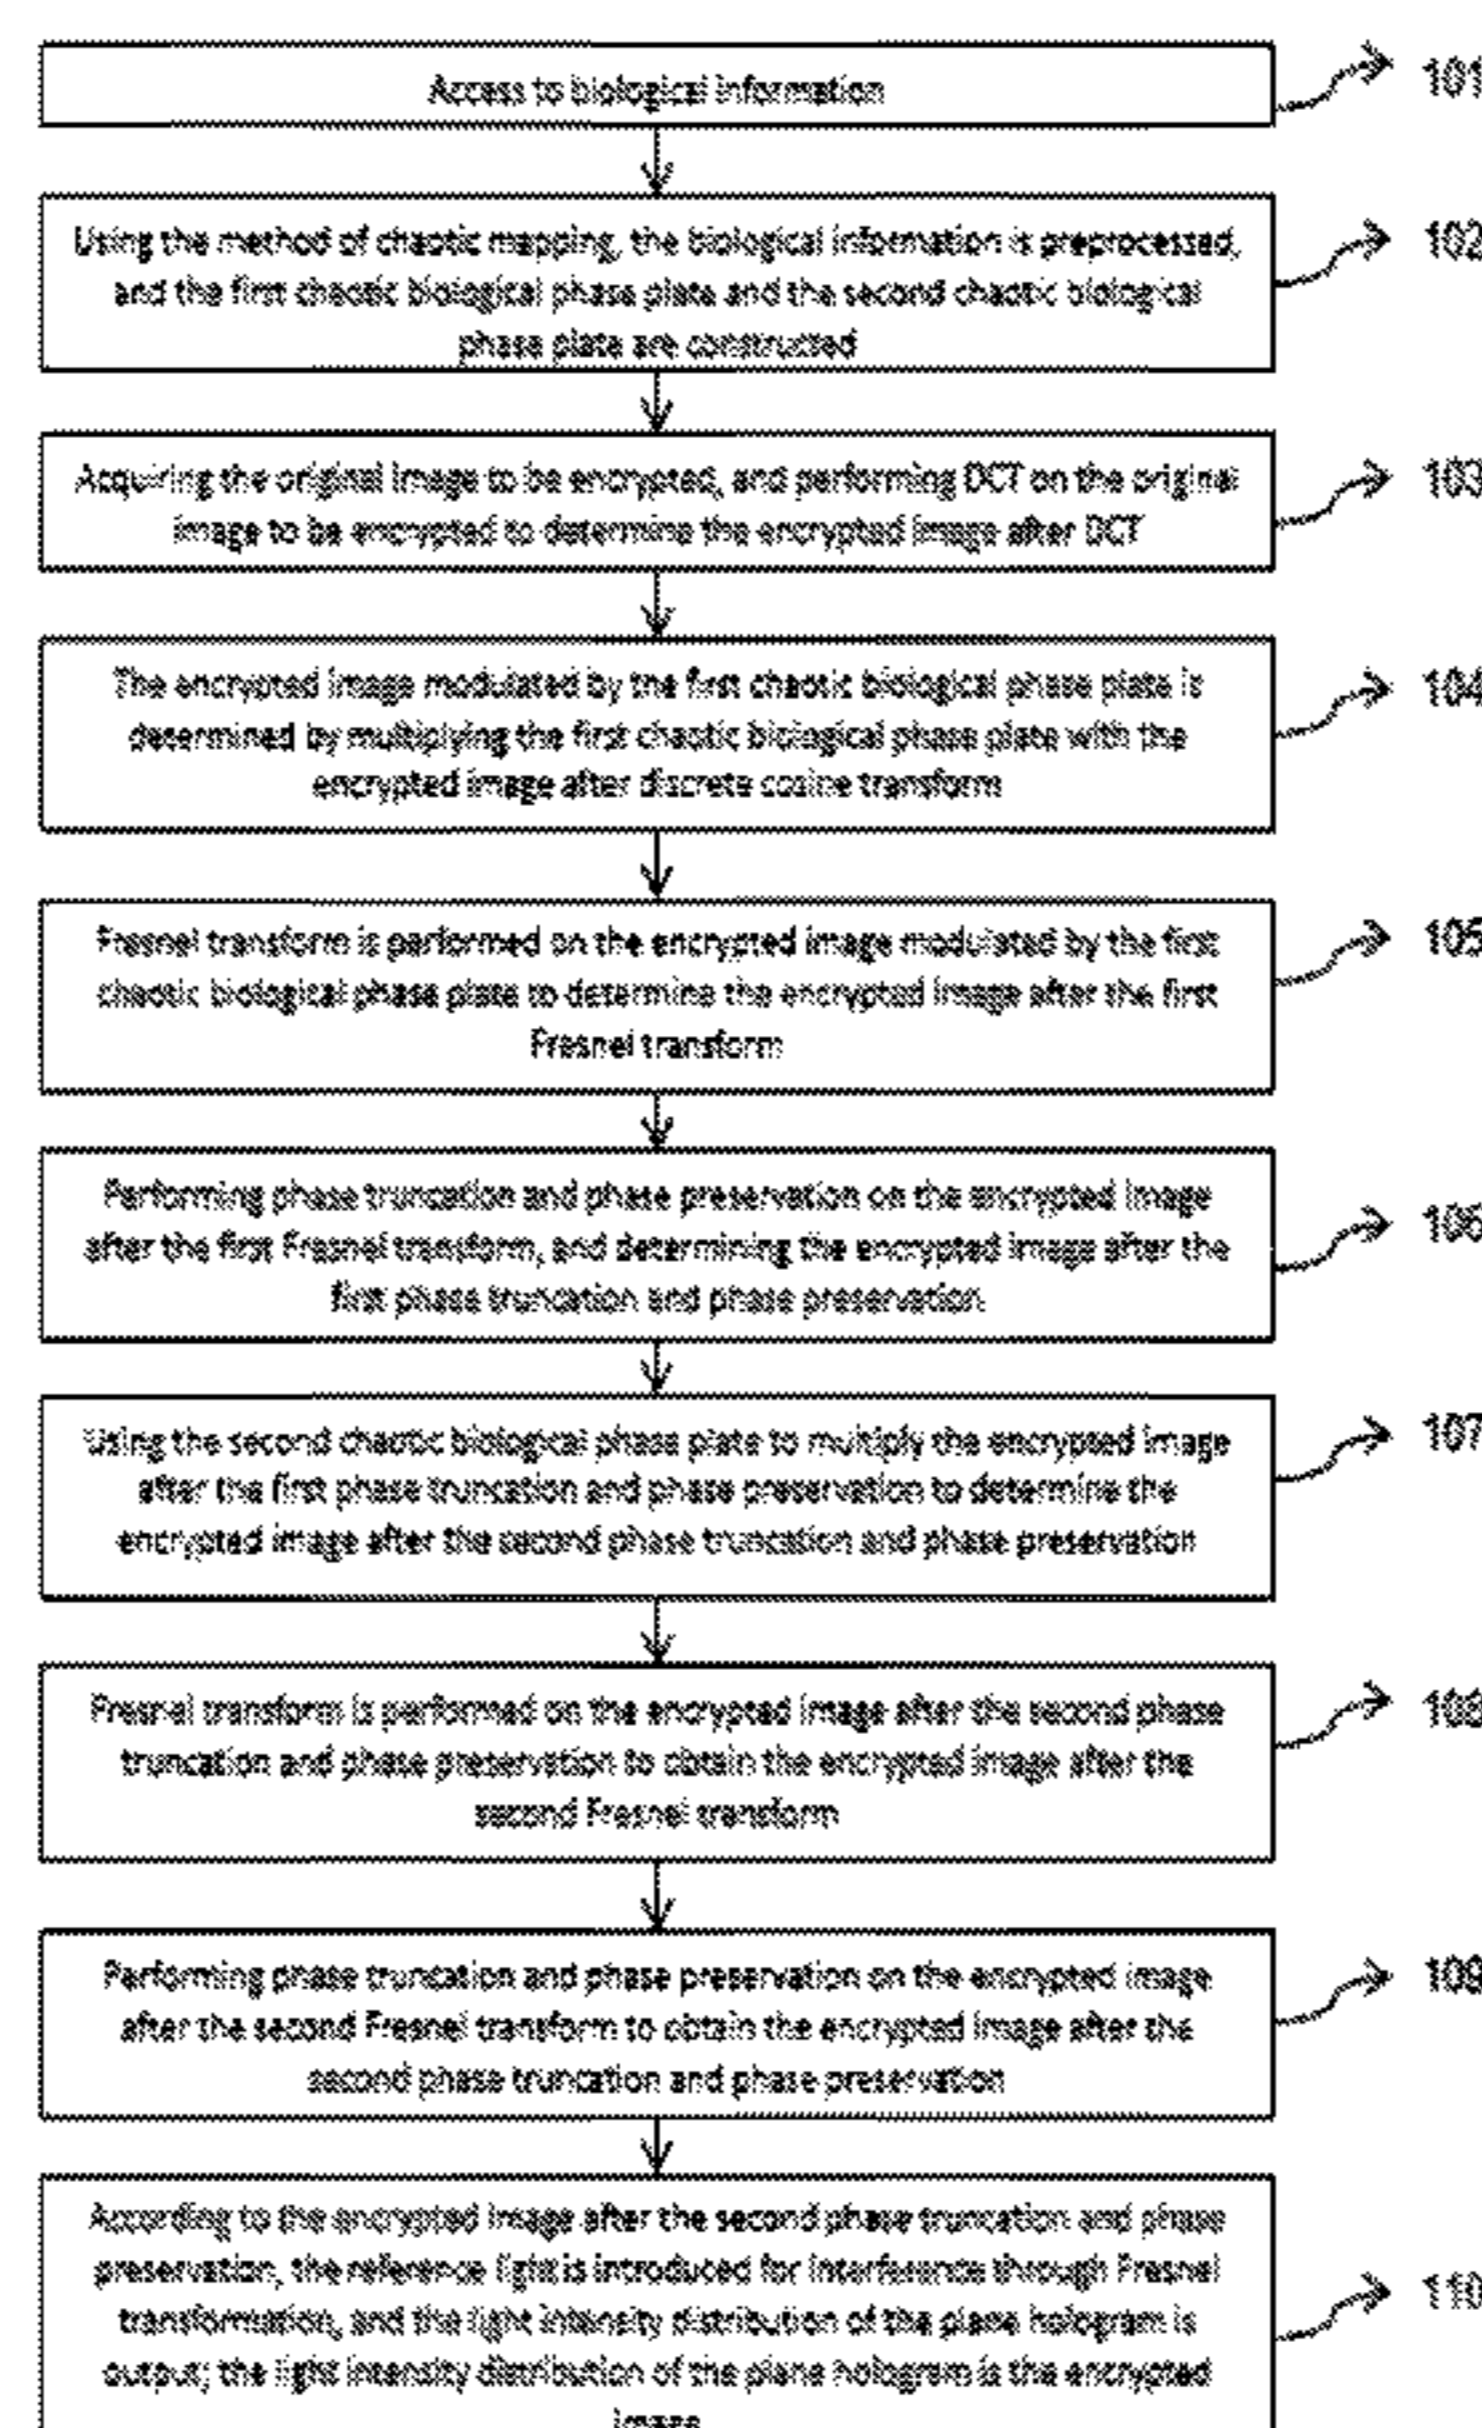 Access to biological information
101
Using the method of chaotic mapping, the biological information is preprocessed,
and the first chaotic biological phase plate and the second chaotic biological
phase plate are constructed
102
Acquiring the original image to be encrypted, and performing DCT on the original
image to be encrypted to determine the encrypted image after DCT
103
The encrypted image modulated by the first chaotic biological phase plate is
determined by multiplying the first chaotic biological phase plate with the
encrypted image after discrete cosine transform
104
Fresnel transform is performed on the encrypted image modulated by the first
chaotic biological phase plate to determine the encrypted image after the first
Fresnel transform
105
Performing phase truncation and phase preservation on the encrypted image
after the first Fresnel transform, and determining the encrypted image after the
first phase truncation and phase preservation
106
Using the second chaotic biological phase plate to multiply the encrypted image
after the first phase truncation and phase preservation to determine the
encrypted image after the second phase truncation and phase preservation
107
Fresnel transform is performed on the encrypted image after the second phase
truncation and phase preservation to obtain the encrypted image after the
second Fresnel transform
108
Performing phase truncation and phase preservation on the encrypted image
after the second Fresnel transform to obtain the encrypted image after the
second phase truncation and phase preservation
109
According to the encrypted image after the second phase truncation and phase
preservation, the reference light is introduced for interference through Fresnel
transformation, and the light intensity distribution of the plane hologram is
output; the light intensity distribution of the plane hologram is the encrypted
image
110